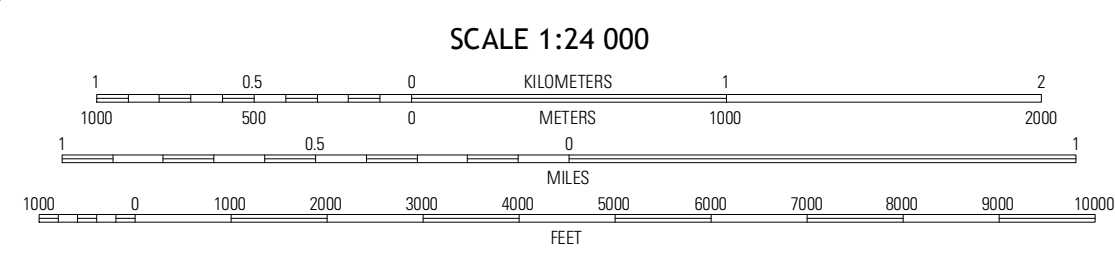 SCALE 1:24 000
1 0.5 0 KILOMETERS 1 2
1000 500 0 METERS 1000 2000
1 0.5 0 1
MILES
1000 0 1000 2000 3000 4000 5000 6000 7000 8000 9000 10000
FEET